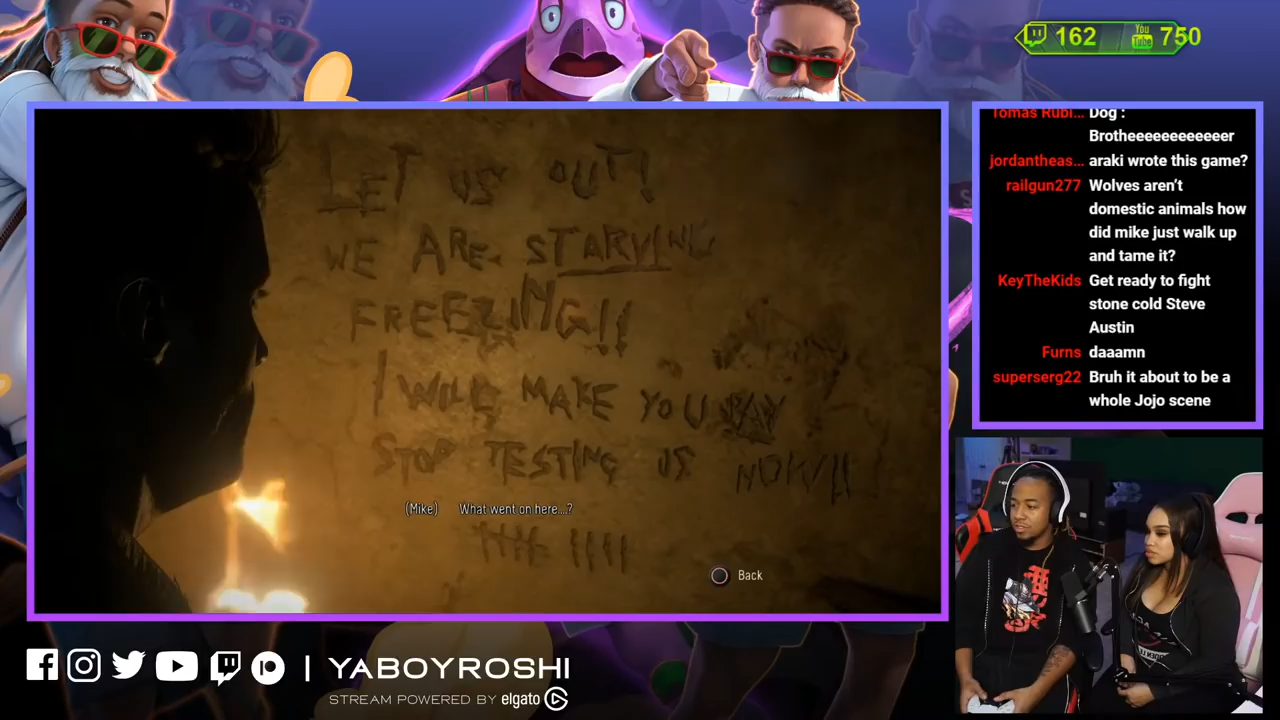 162
You Tube 750
LET US OUT!
WE ARE STARVING
FREEZING!!
I WILL MAKE YOU PAY
STOP TESTING US NOW!!
(Mike) What went on here...?
Back
Tomas Rubi... Dog :
Brotheeeeeeeeeeeer
jordantheas... araki wrote this game?
railgun277 Wolves aren't
domestic animals how
did mike just walk up
and tame it?
KeyTheKids Get ready to fight
stone cold Steve
Austin
Furns daaamn
superserg22 Bruh it about to be a
whole Jojo scene
| YABOYROSHI
STREAM POWERED BY elgato